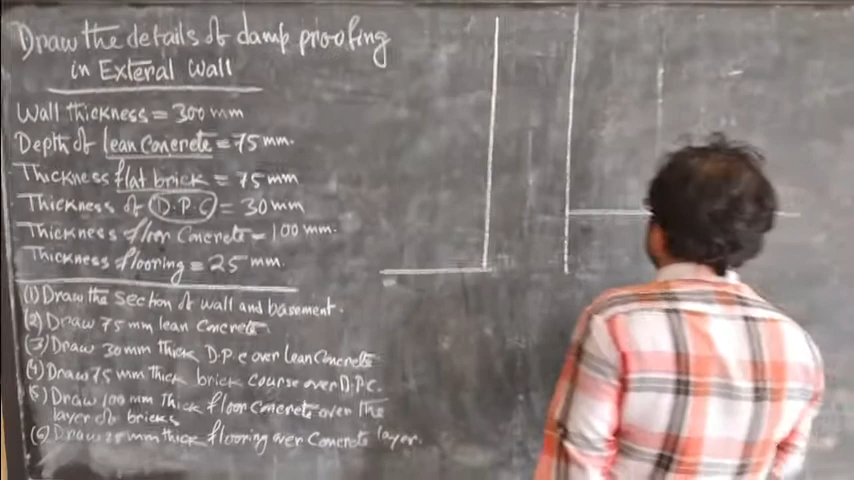 Draw the details of damp proofing
in External Wall
Wall thickness = 300 mm
Depth of lean Concrete = 75 mm.
Thickness flat brick = 75 mm
Thickness of D.P.C = 30 mm
Thickness floor Concrete = 100 mm.
Thickness flooring = 25 mm
(1) Draw the section of wall and basement.
(2) Draw 75 mm lean Concrete
(3) Draw 30mm thick D.P.C over Lean Concrete
(4) Draw 75 mm thick brick course over D.P.C.
(5) Draw 100 mm thick floor Concrete over the
layer of bricks
(6) Draw 25 mm thick flooring over Concrete layer.